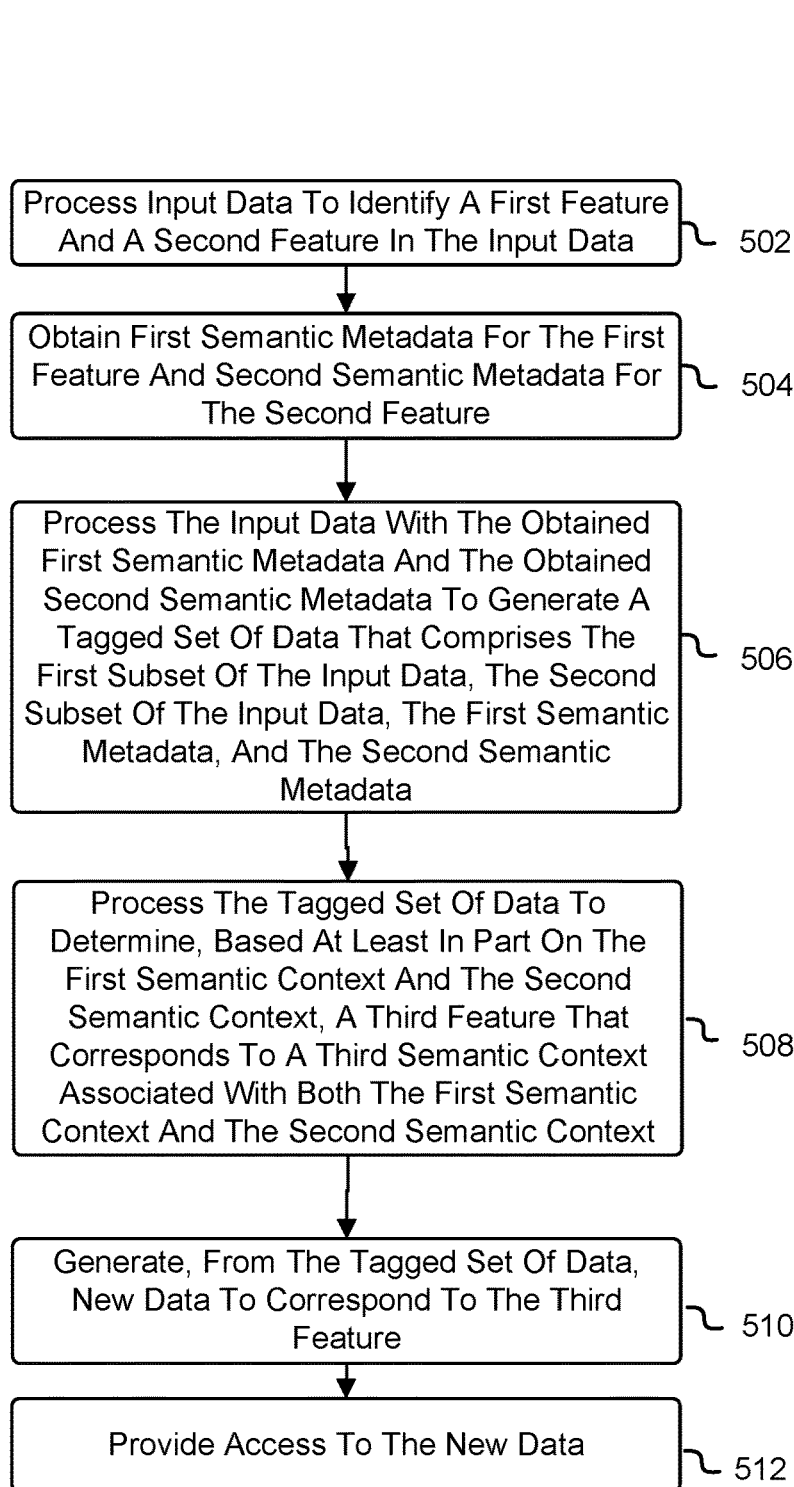 Process Input Data To Identify A First Feature
And A Second Feature In The Input Data
502
Obtain First Semantic Metadata For The First
Feature And Second Semantic Metadata For
The Second Feature
504
Process The Input Data With The Obtained
First Semantic Metadata And The Obtained
Second Semantic Metadata To Generate A
Tagged Set Of Data That Comprises The
First Subset Of The Input Data, The Second
Subset Of The Input Data, The First Semantic
Metadata, And The Second Semantic
Metadata
506
Process The Tagged Set Of Data To
Determine, Based At Least In Part On The
First Semantic Context And The Second
Semantic Context, A Third Feature That
Corresponds To A Third Semantic Context
Associated With Both The First Semantic
Context And The Second Semantic Context
508
Generate, From The Tagged Set Of Data,
New Data To Correspond To The Third
Feature
510
Provide Access To The New Data
512